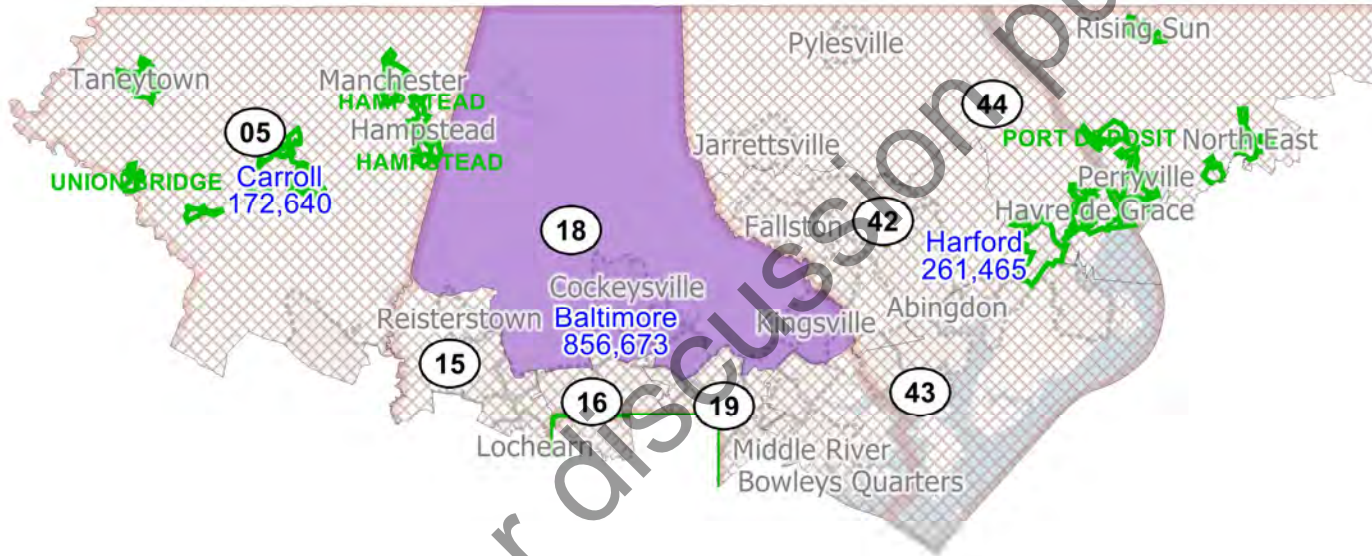 Rising Sun
Pylesville
Taneytown
Manchester
44
HAMPSTEAD
05
Hampstead
PORT DEPOSIT
North East
Jarrettsville
HAMPSTEAD
UNION BRIDGE
Carroll
172,640
Perryville
Havre de Grace
18
Fallston
42
Harford
261,465
Cockeysville
Abingdon
Reisterstown
Baltimore
856,673
Kingsville
15
16
19
43
Lochearn
Middle River
Bowleys Quarters
r discussion pu